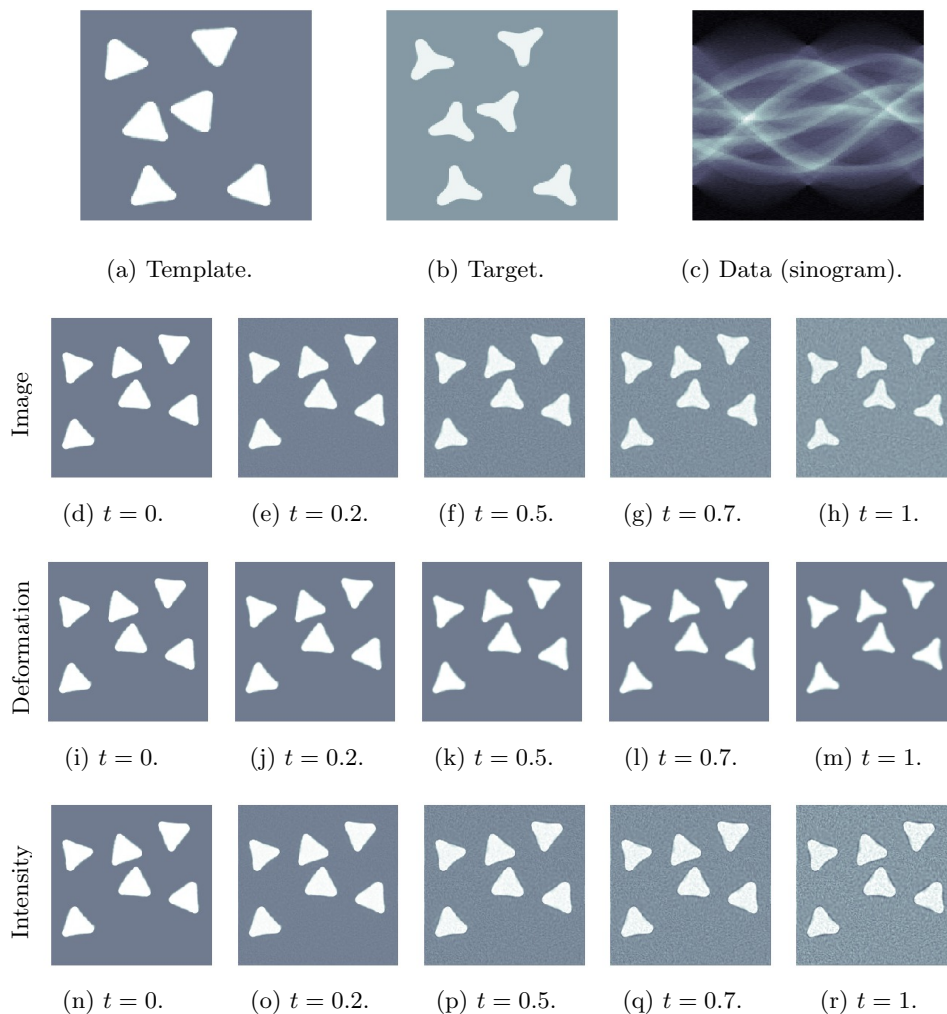 (a) Template.
(b) Target.
(c) Data (sinogram).
Image
(d) t = 0.
(e) t = 0.2.
(f) t = 0.5.
(g) t = 0.7.
(h) t = 1.
Deformation
(i) t = 0.
(j) t = 0.2.
(k) t = 0.5.
(l) t = 0.7.
(m) t = 1.
Intensity
(n) t = 0.
(o) t = 0.2.
(p) t = 0.5.
(q) t = 0.7.
(r) t = 1.